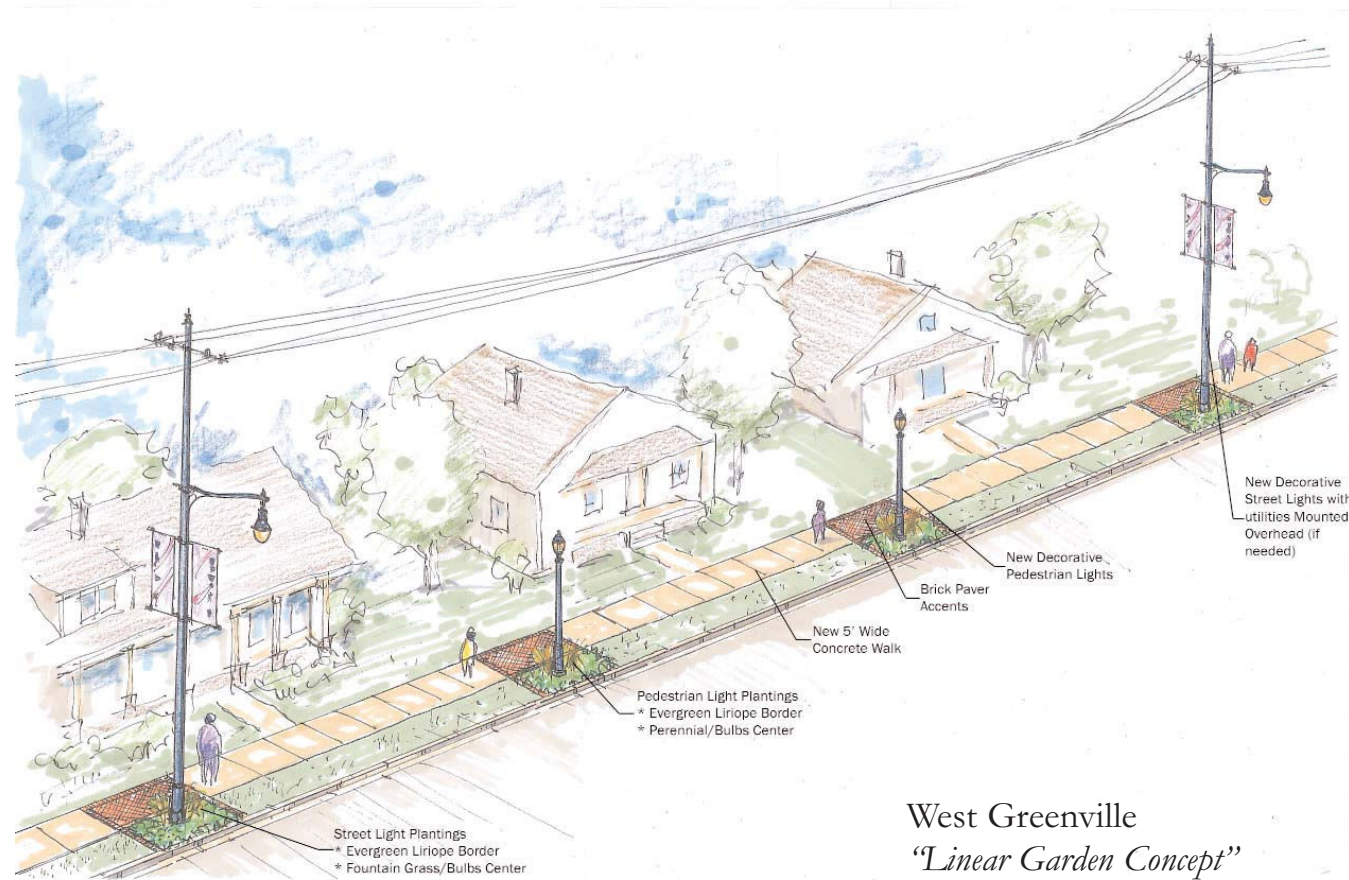 New Decorative
Street Lights with
utilities Mounted
Overhead (if
needed)
New Decorative
Pedestrian Lights
Brick Paver
Accents
New 5' Wide
Concrete Walk
Pedestrian Light Plantings
* Evergreen Liriope Border
* Perennial/Bulbs Center
Street Light Plantings
* Evergreen Liriope Border
* Fountain Grass/Bulbs Center
West Greenville
“Linear Garden Concept”